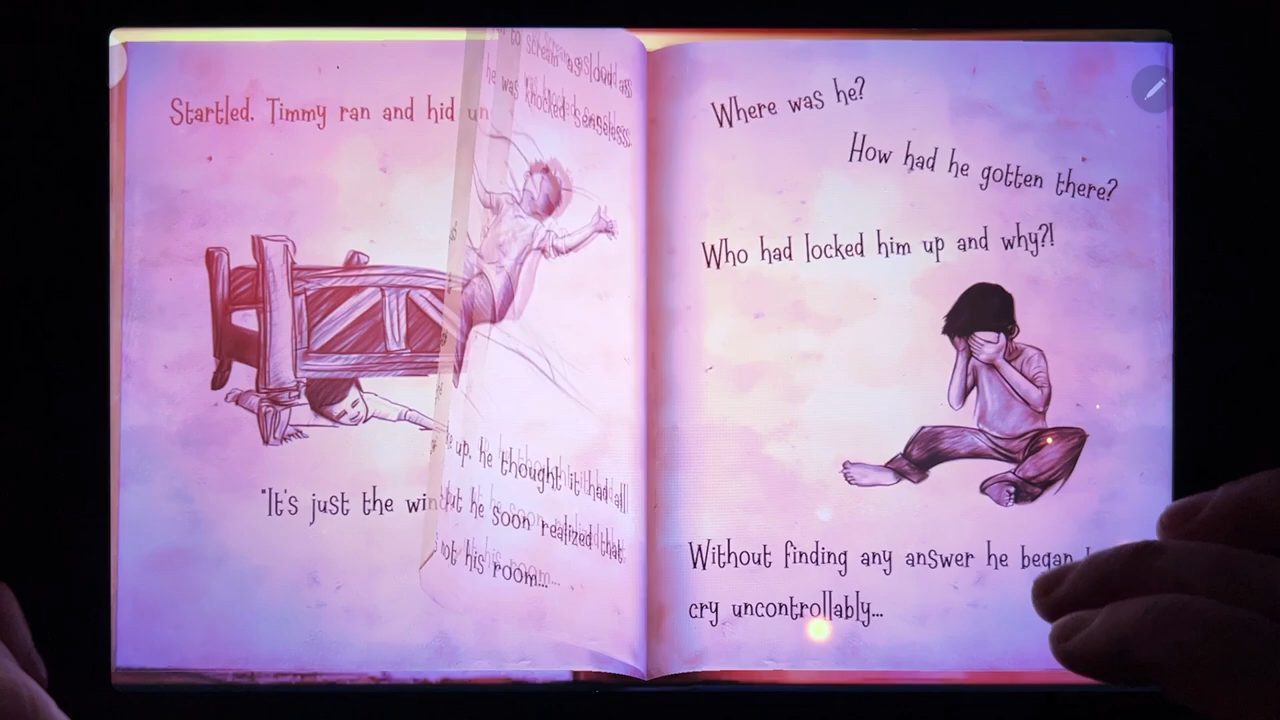 Startled, Timmy ran and hid un
to scream as loud as
he was knocked senseless
"It's just the wind
up, he thought it had all
but he soon realized that
not his room...
Where was he?
How had he gotten there?
Who had locked him up and why?!
Without finding any answer he began
cry uncontrollably...